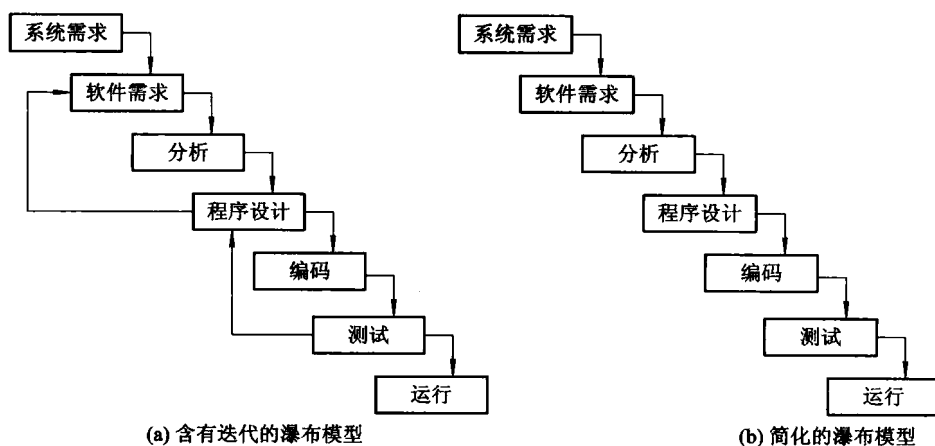 系统需求
软件需求
分析
程序设计
编码
测试
运行
(a) 含有迭代的瀑布模型
系统需求
软件需求
分析
程序设计
编码
测试
运行
(b) 简化的瀑布模型